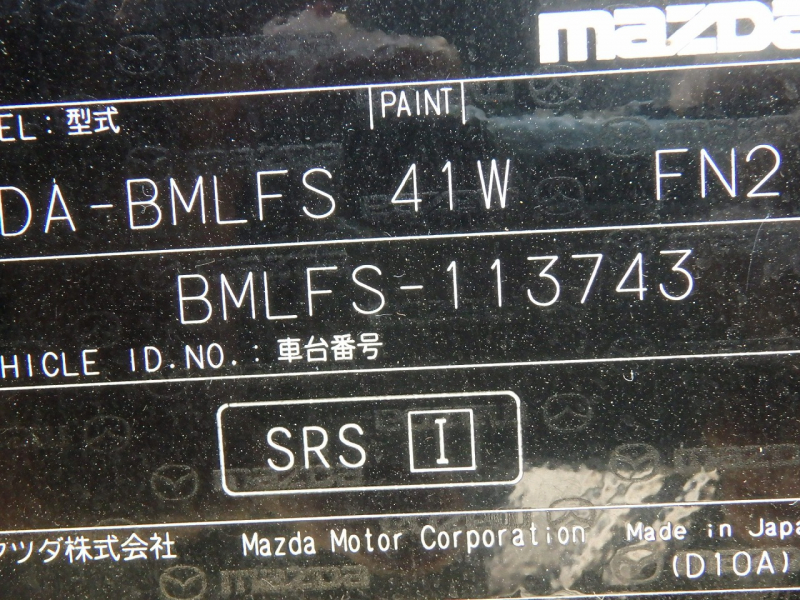 mazda
EL: 型式 PAINT
DA-BMLFS 41W FN2
BMLFS-113743
HICLE ID.NO.: 車台番号
SRS I
ツダ株式会社 Mazda Motor Corporation Made in Japa
(D10A)